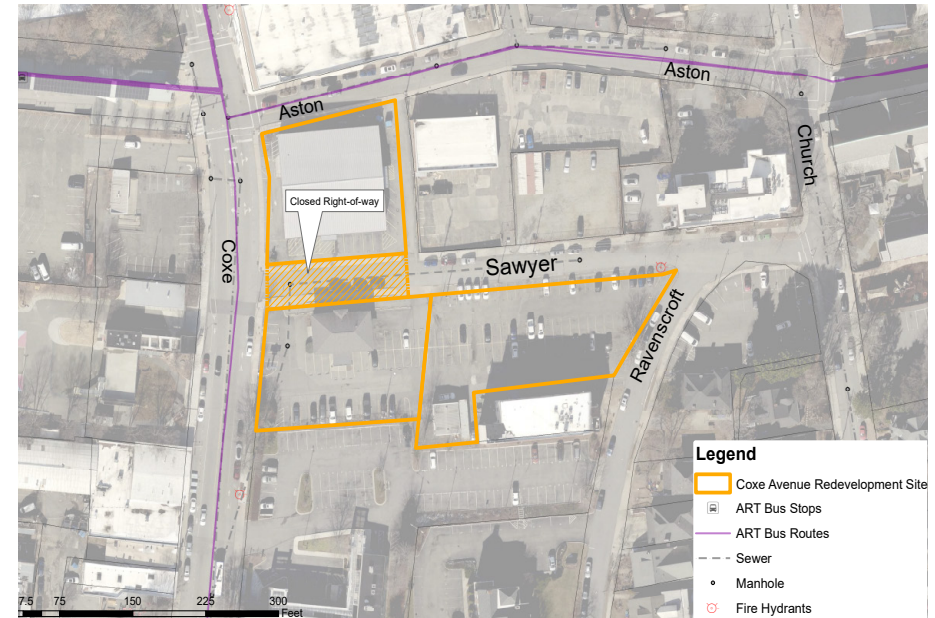 Aston
Aston
Church
Closed Right-of-way
Coxe
Sawyer
Ravenscroft
Legend
Coxe Avenue Redevelopment Site
ART Bus Stops
ART Bus Routes
Sewer
Manhole
Fire Hydrants
7.5 75 150 225 300
Feet